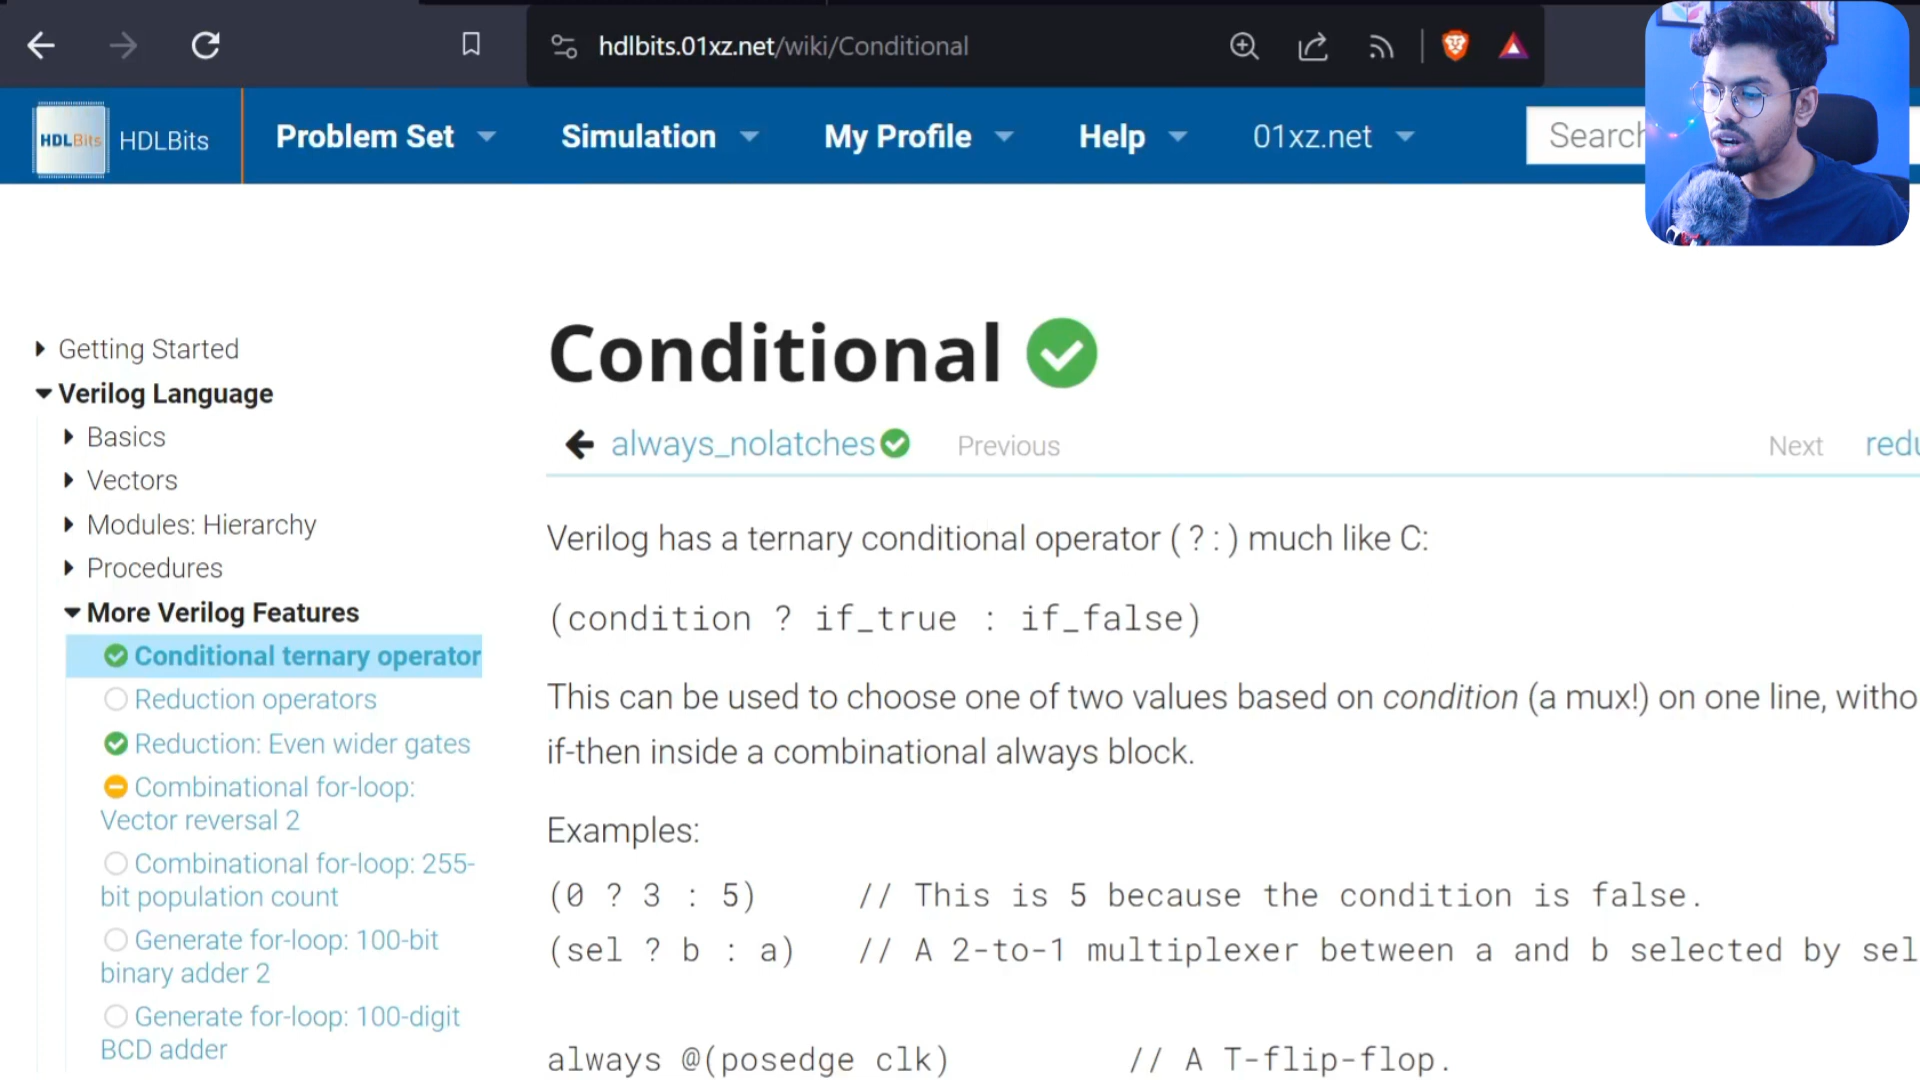 hdlbits.01xz.net/wiki/Conditional
HDLBits HDLBits Problem Set Simulation My Profile Help 01xz.net Search
Getting Started
Verilog Language
Basics
Vectors
Modules: Hierarchy
Procedures
More Verilog Features
Conditional ternary operator
Reduction operators
Reduction: Even wider gates
Combinational for-loop:
Vector reversal 2
Combinational for-loop: 255-
bit population count
Generate for-loop: 100-bit
binary adder 2
Generate for-loop: 100-digit
BCD adder
Conditional
always_nolatches Previous Next redu
Verilog has a ternary conditional operator ( ? : ) much like C:
(condition ? if_true : if_false)
This can be used to choose one of two values based on condition (a mux!) on one line, witho
if-then inside a combinational always block.
Examples:
(0 ? 3 : 5) // This is 5 because the condition is false.
(sel ? b : a) // A 2-to-1 multiplexer between a and b selected by sel
always @(posedge clk) // A T-flip-flop.